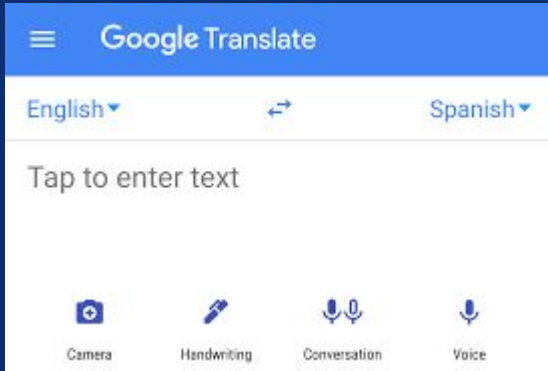 Google Translate
English Spanish
Tap to enter text
Camera Handwriting Conversation Voice